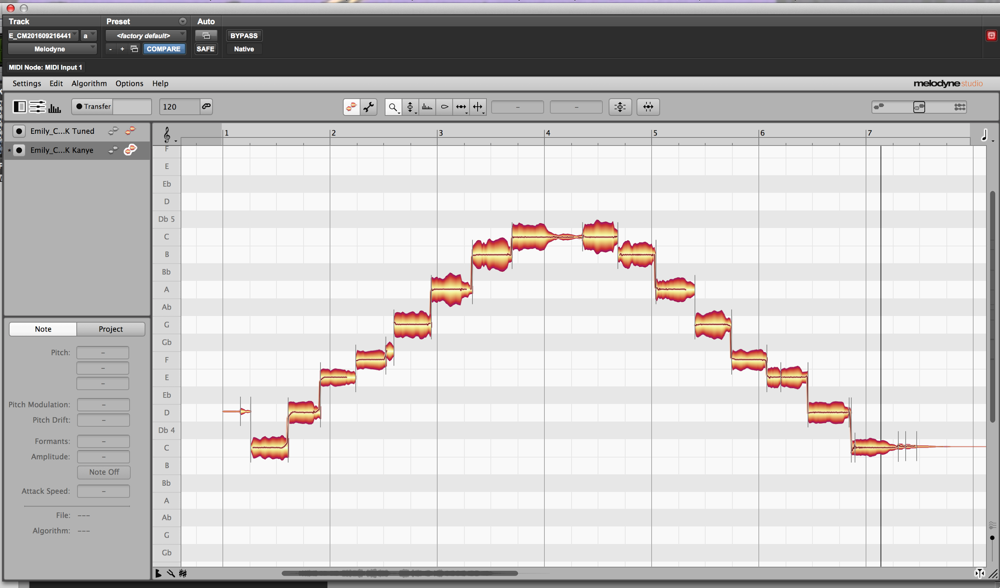 Track Preset Auto
E_CM201609216441 a <factory default> BYPASS
Melodyne - + COMPARE SAFE Native
MIDI Node: MIDI Input 1
Settings Edit Algorithm Options Help melodyne studio
Transfer 120 – –
Emily_C...K Tuned
* Emily_C...K Kanye
1 2 3 4 5 6 7
F
E
Eb
D
Db 5
C
B
Bb
A
Ab
G
Gb
F
E
Eb
D
Db 4
C
B
Bb
A
Ab
G
Gb
Note Project
Pitch: –
–
–
Pitch Modulation: –
Pitch Drift: –
Formants: –
Amplitude: –
Note Off
Attack Speed: –
File: ---
Algorithm: ---